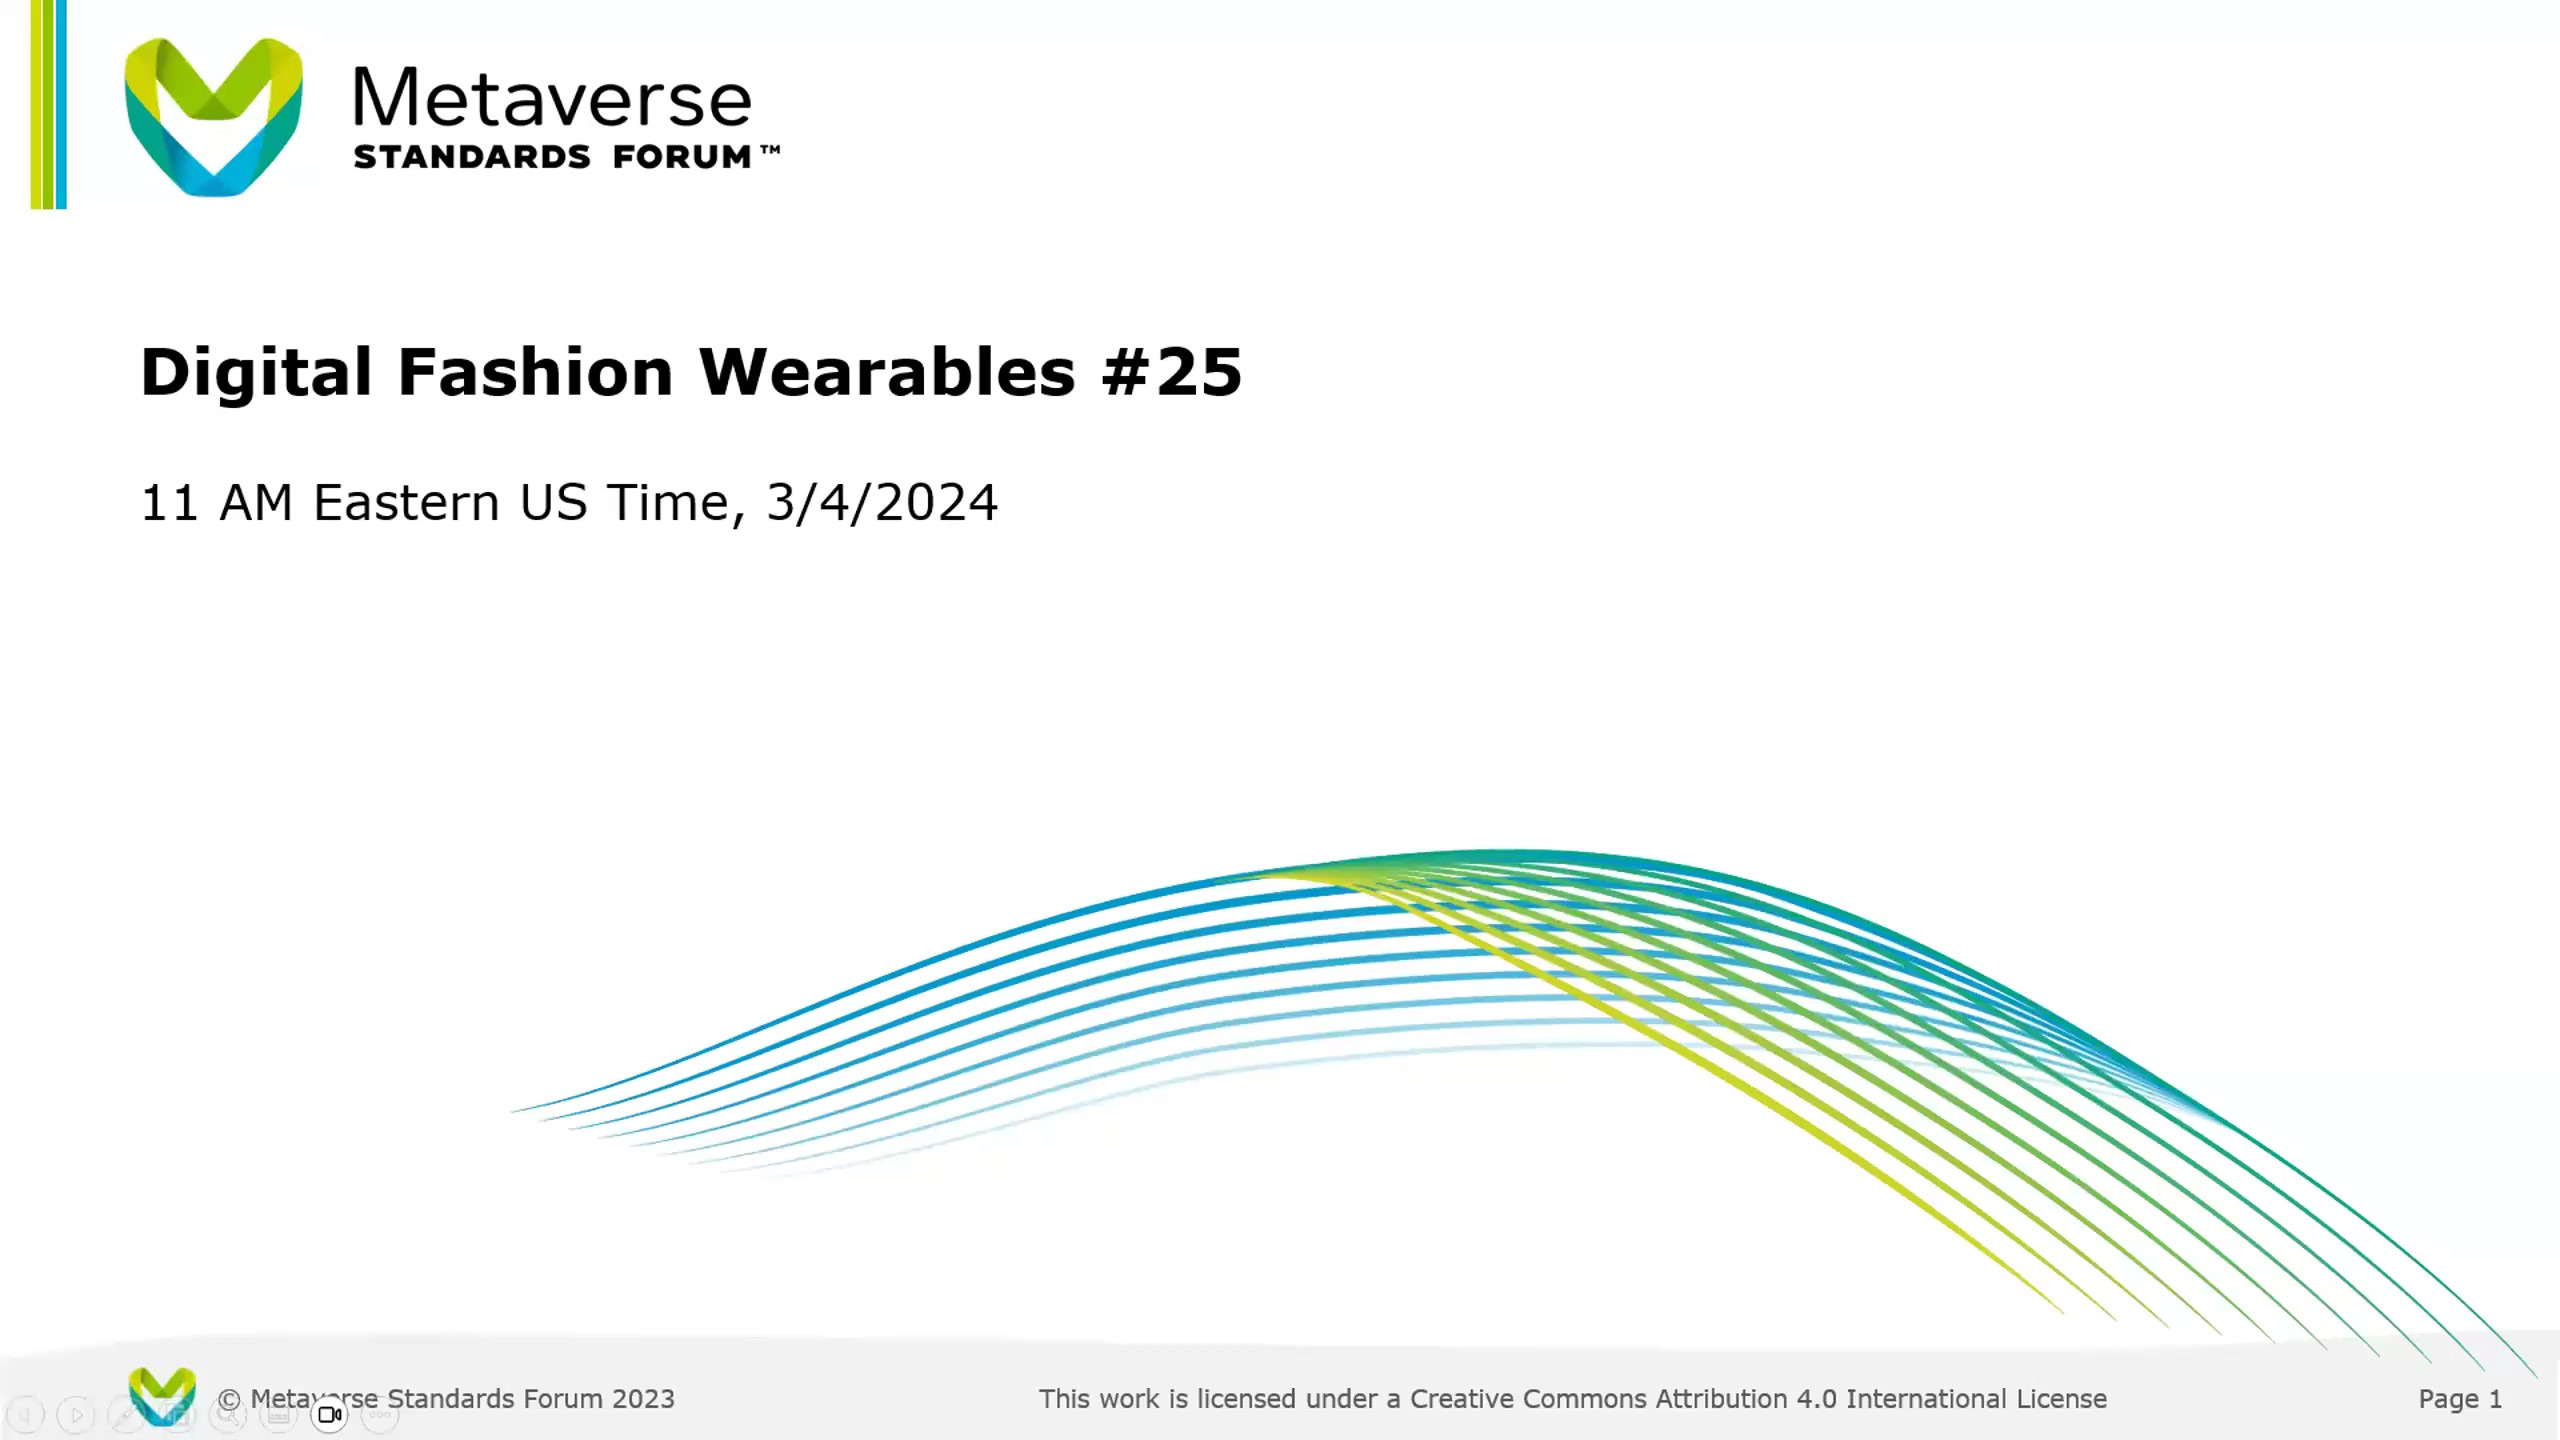 Metaverse
STANDARDS FORUM™
Digital Fashion Wearables #25
11 AM Eastern US Time, 3/4/2024
© Metaverse Standards Forum 2023
This work is licensed under a Creative Commons Attribution 4.0 International License
Page 1